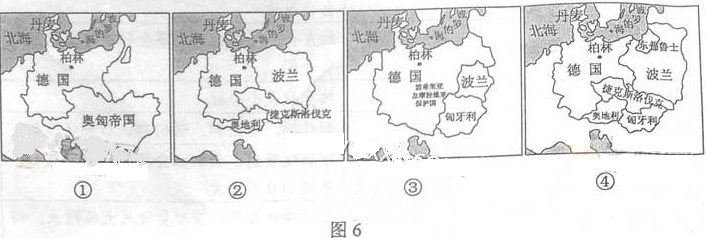 丹麦
北海
波
的
海
柏林
德 国
奥匈帝国
①
丹麦
北海
波
的
海
柏林
德 国
波兰
捷克斯洛伐克
奥地利
②
丹麦
北海
波
的
海
柏林
德 国
波兰
波希米亚
及摩拉维亚
保护国
匈牙利
③
丹麦
北海
波
的
海
柏林
东普鲁士
德 国
波兰
捷克斯洛伐克
奥地利
匈牙利
④
图 6